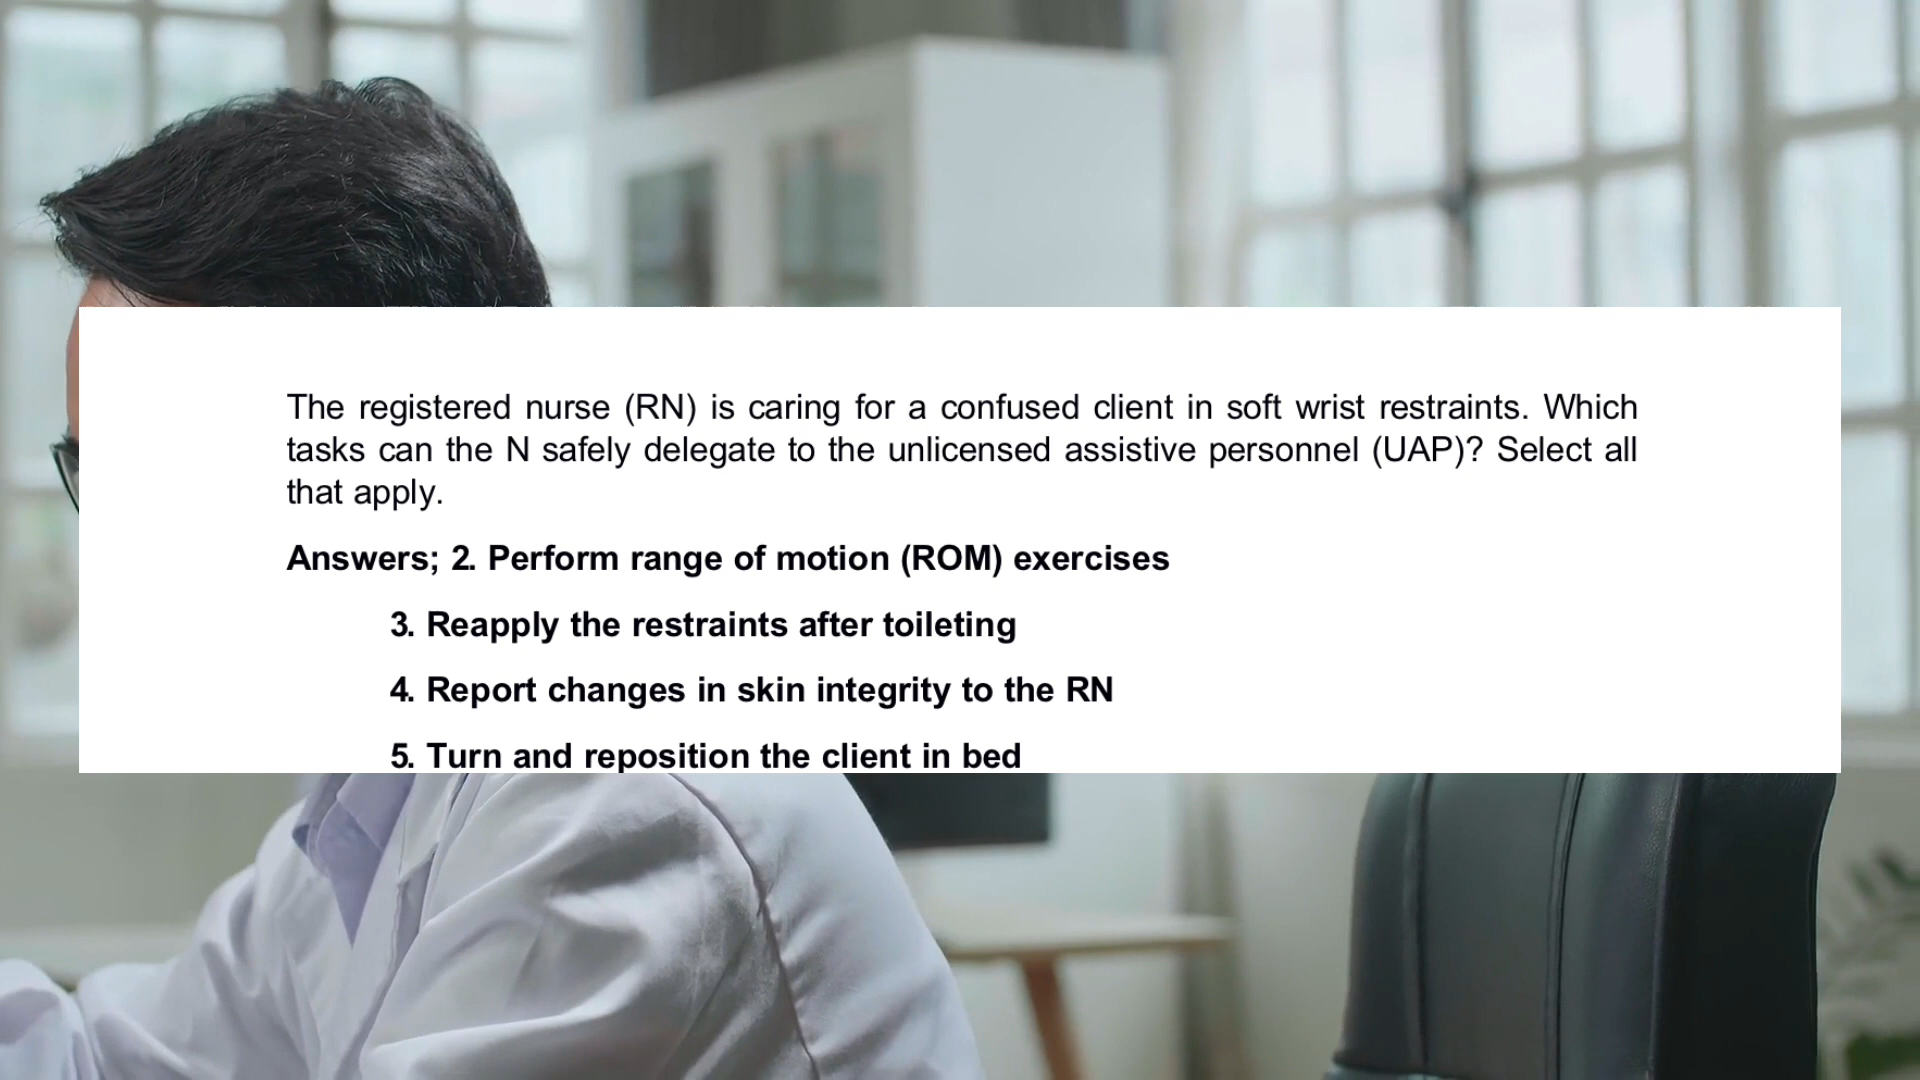 The registered nurse (RN) is caring for a confused client in soft wrist restraints. Which
tasks can the N safely delegate to the unlicensed assistive personnel (UAP)? Select all
that apply.
Answers; 2. Perform range of motion (ROM) exercises
3. Reapply the restraints after toileting
4. Report changes in skin integrity to the RN
5. Turn and reposition the client in bed